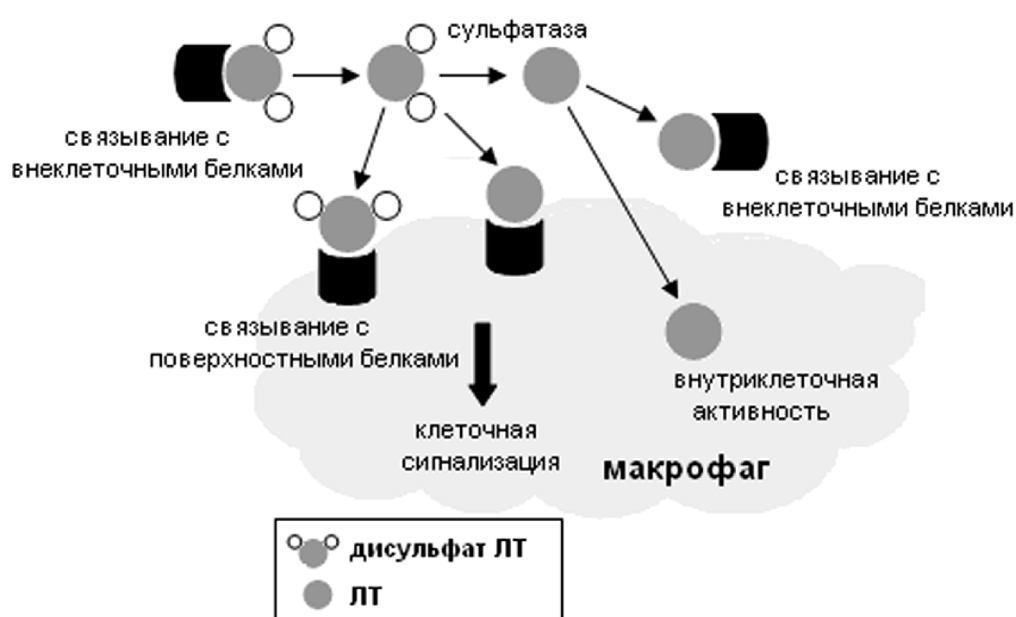 сульфатаза
связывание с
внеклеточными белками
связывание с
внеклеточными белками
связывание с
поверхностными белками
внутриклеточная
активность
клеточная
сигнализация
макрофаг
дисульфат ЛТ
ЛТ